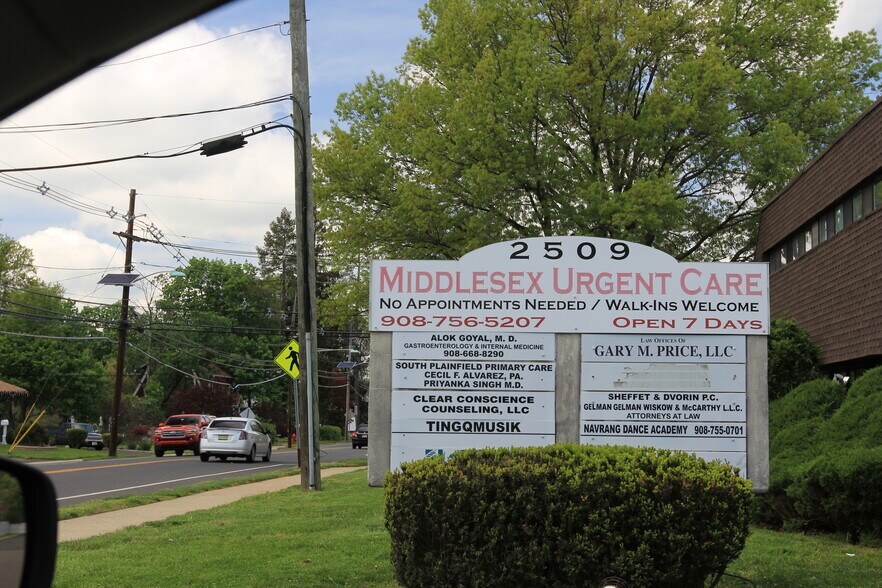 2509
MIDDLESEX URGENT CARE
NO APPOINTMENTS NEEDED / WALK-INS WELCOME
908-756-5207 OPEN 7 DAYS
ALOK GOYAL, M. D.
GASTROENTEROLOGY & INTERNAL MEDICINE
908-668-8290
SOUTH PLAINFIELD PRIMARY CARE
CECIL F. ALVAREZ, PA.
PRIYANKA SINGH M.D.
CLEAR CONSCIENCE
COUNSELING, LLC
TINGQMUSIK
LAW OFFICES OF
GARY M. PRICE, LLC
SHEFFET & DVORIN P.C.
GELMAN GELMAN WISKOW & MCCARTHY L.L.C.
ATTORNEYS AT LAW
NAVRANG DANCE ACADEMY 908-755-0701